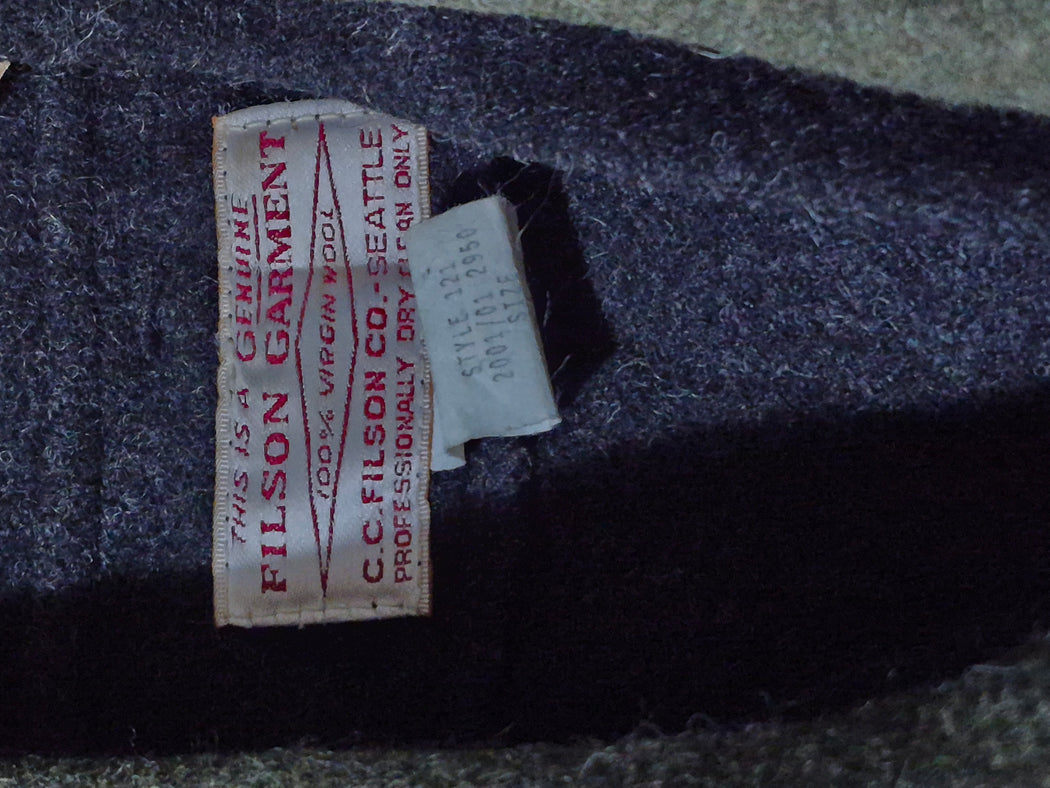 THIS IS A GENUINE
FILSON GARMENT
100% VIRGIN WOOL
C.C.FILSON CO.-SEATTLE
PROFESSIONALLY DRY CLEAN ONLY
STYLE 121
2001/01 2950
SIZE